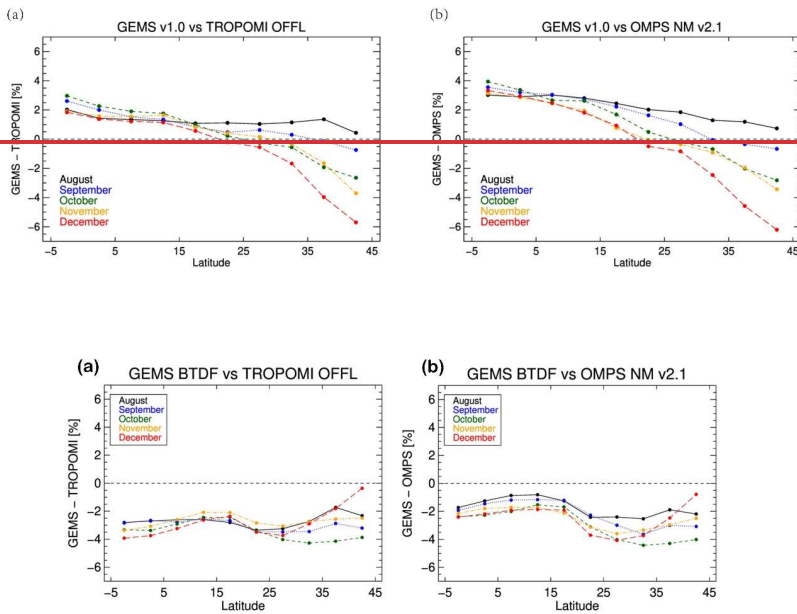 (a)
GEMS v1.0 vs TROPOMI OFFL
6
4
2
0
−2
−4
−6
GEMS − TROPOMI [%]
August
September
October
November
December
−5 5 15 25 35 45
Latitude
(b)
GEMS v1.0 vs OMPS NM v2.1
6
4
2
0
−2
−4
−6
GEMS − OMPS [%]
August
September
October
November
December
−5 5 15 25 35 45
Latitude
(a)
GEMS BTDF vs TROPOMI OFFL
6
4
2
0
−2
−4
−6
GEMS − TROPOMI [%]
August
September
October
November
December
−5 5 15 25 35 45
Latitude
(b)
GEMS BTDF vs OMPS NM v2.1
6
4
2
0
−2
−4
−6
GEMS − OMPS [%]
August
September
October
November
December
−5 5 15 25 35 45
Latitude